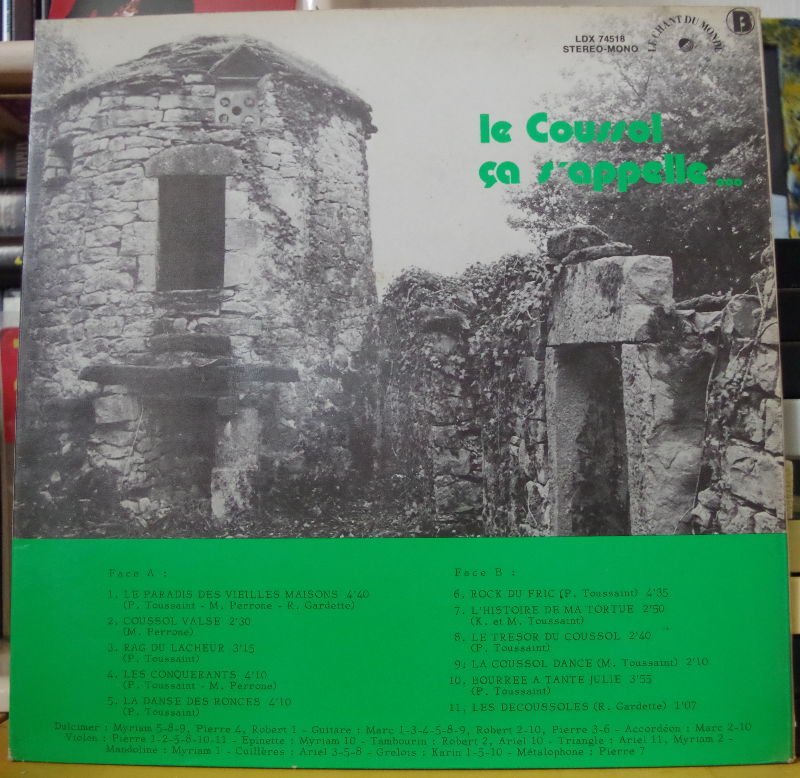 LDX 74518
STEREO-MONO
LE CHANT DU MONDE
B
le Coussol
ça s'appelle...
Face A :
1. LE PARADIS DES VIEILLES MAISONS 4'40
(P. Toussaint - M. Perrone - R. Gardette)
2. COUSSOL VALSE 2'30
(M. Perrone)
3. RAG DU LACHEUR 3'15
(P. Toussaint)
4. LES CONQUERANTS 4'10
(P. Toussaint - M. Perrone)
5. LA DANSE DES RONCES 4'10
(P. Toussaint)
Face B :
6. ROCK DU FRIC (P. Toussaint) 4'35
7. L'HISTOIRE DE MA TORTUE 2'50
(K. et M. Toussaint)
8. LE TRESOR DU COUSSOL 2'40
(P. Toussaint)
9. LA COUSSOL DANCE (M. Toussaint) 2'10
10. BOURREE A TANTE JULIE 3'55
(P. Toussaint)
11. LES DECOUSSOLES (R. Gardette) 1'07
Dulcimer : Myriam 5-8-9, Pierre 4, Robert 1 - Guitare : Marc 1-3-4-5-8-9, Robert 2-10, Pierre 3-6 - Accordéon : Marc 2-10
Violon : Pierre 1-2-5-8-10-11 - Epinette : Myriam 10 - Tambourin : Robert 2, Ariel 10 - Triangle : Ariel 11, Myriam 2 -
Mandoline : Myriam 1 - Cuillères : Ariel 3-5-8 - Grelots : Karin 1-5-10 - Métalophone : Pierre 7